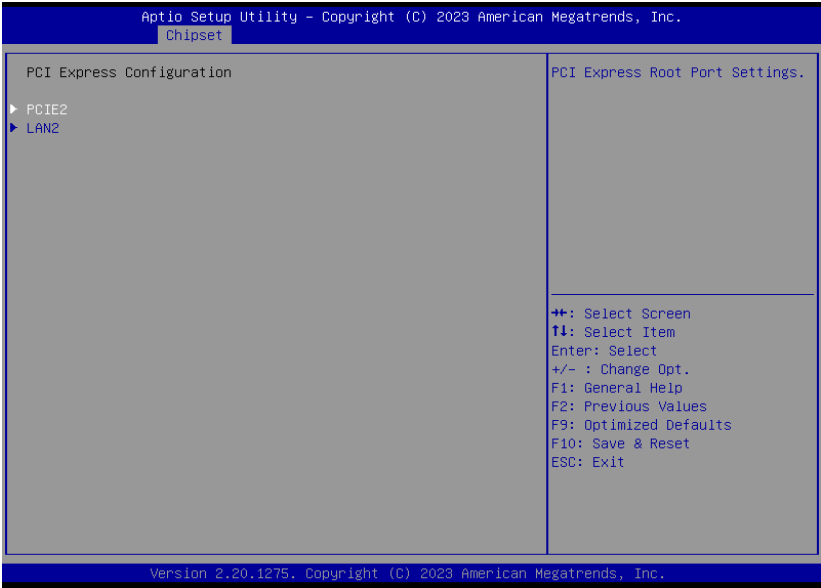 Aptio Setup Utility – Copyright (C) 2023 American Megatrends, Inc.
Chipset
PCI Express Configuration
PCIE2
LAN2
PCI Express Root Port Settings.
→←: Select Screen
↑↓: Select Item
Enter: Select
+/- : Change Opt.
F1: General Help
F2: Previous Values
F9: Optimized Defaults
F10: Save & Reset
ESC: Exit
Version 2.20.1275. Copyright (C) 2023 American Megatrends, Inc.